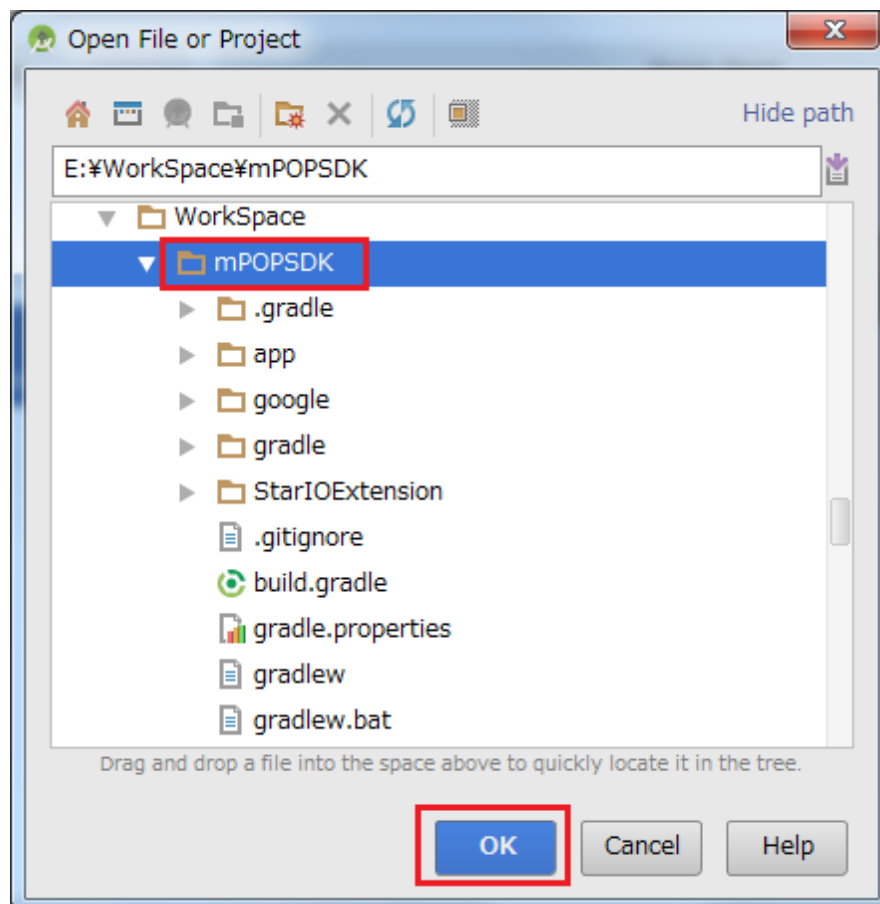 Open File or Project
Hide path
E:¥WorkSpace¥mPOPSDK
WorkSpace
mPOPSDK
.gradle
app
google
gradle
StarIOExtension
.gitignore
build.gradle
gradle.properties
gradlew
gradlew.bat
Drag and drop a file into the space above to quickly locate it in the tree.
OK Cancel Help